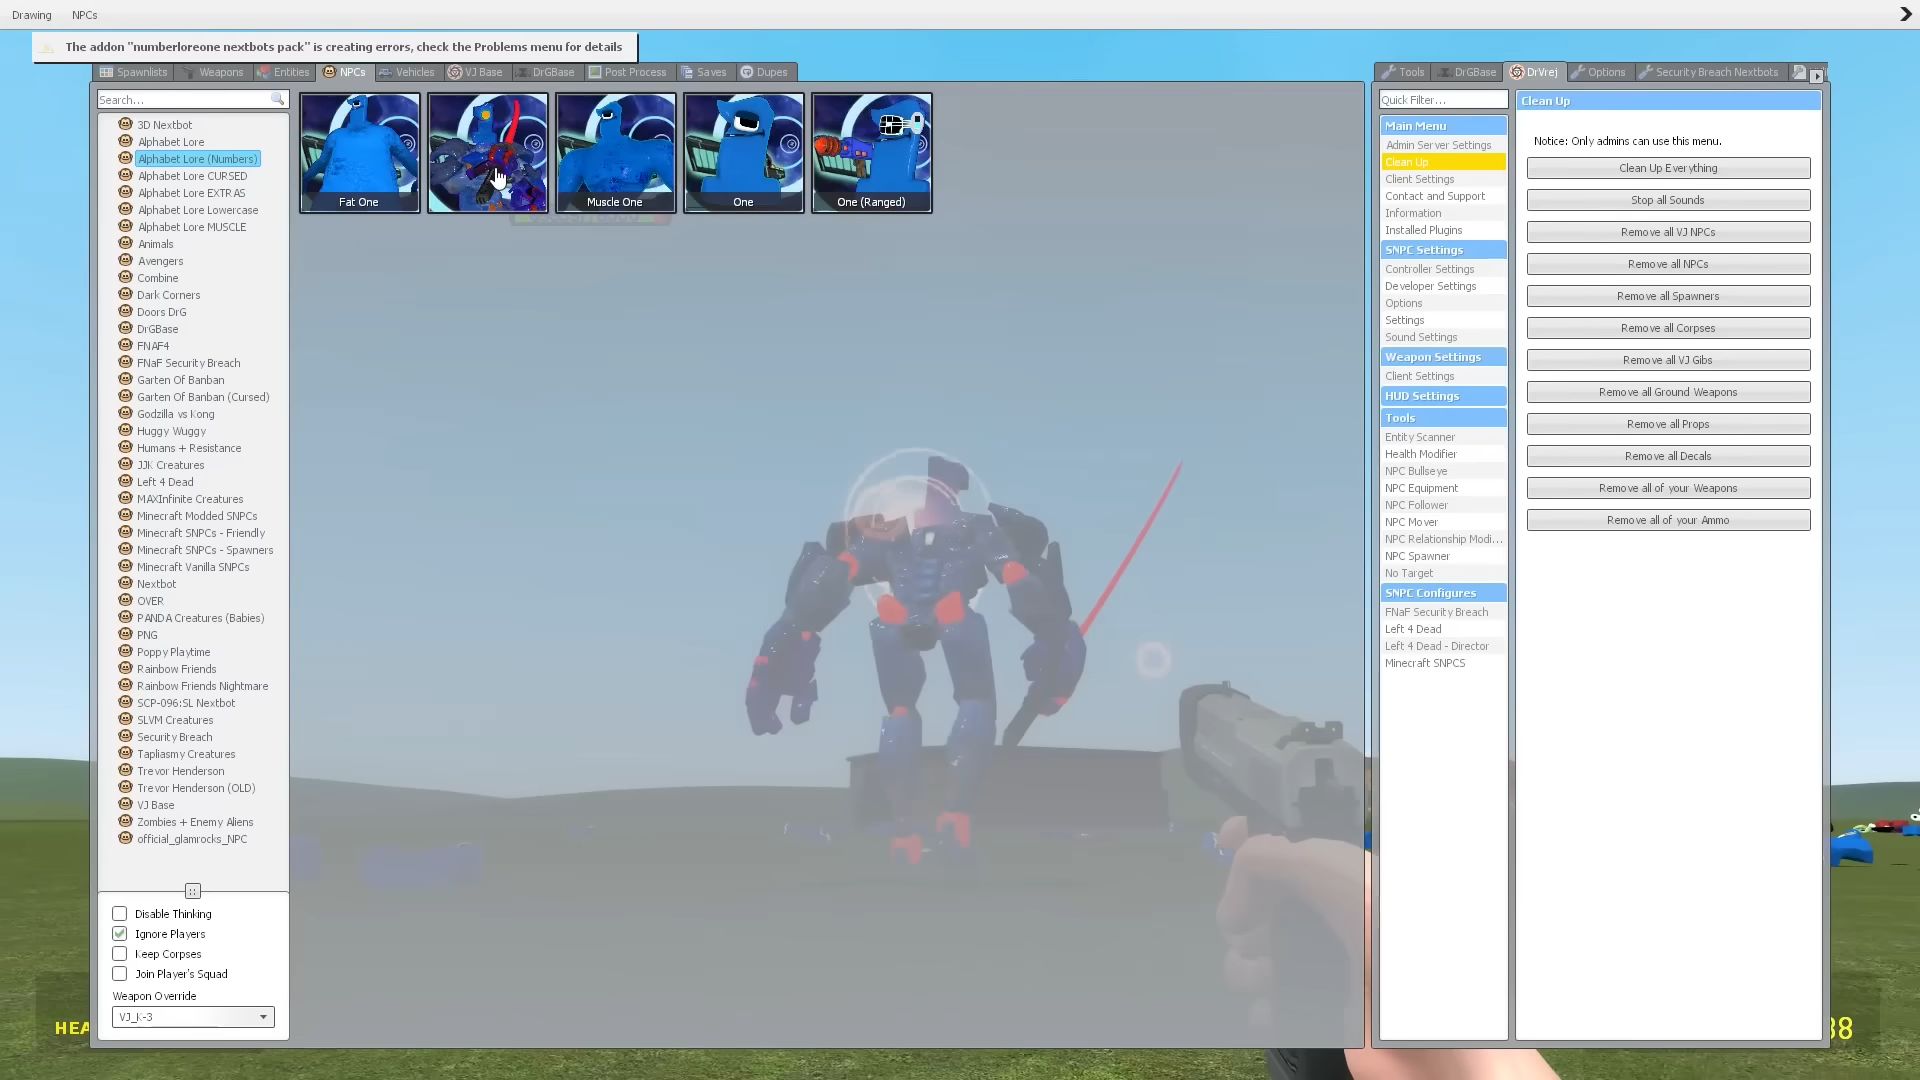 Drawing NPCs
The addon "numberloreone nextbots pack" is creating errors, check the Problems menu for details
Spawnlists Weapons Entities NPCs Vehicles VJ Base DrGBase Post Process Saves Dupes
Search...
3D Nextbot
Alphabet Lore
Alphabet Lore (Numbers)
Alphabet Lore CURSED
Alphabet Lore EXTRAS
Alphabet Lore Lowercase
Alphabet Lore MUSCLE
Animals
Avengers
Combine
Dark Corners
Doors DrG
DrGBase
FNAF4
FNaF Security Breach
Garten Of Banban
Garten Of Banban (Cursed)
Godzilla vs Kong
Huggy Wuggy
Humans + Resistance
JJK Creatures
Left 4 Dead
MAXInfinite Creatures
Minecraft Modded SNPCs
Minecraft SNPCs - Friendly
Minecraft SNPCs - Spawners
Minecraft Vanilla SNPCs
Nextbot
OVER
PANDA Creatures (Babies)
PNG
Poppy Playtime
Rainbow Friends
Rainbow Friends Nightmare
SCP-096:SL Nextbot
SLVM Creatures
Security Breach
Tapliasmy Creatures
Trevor Henderson
Trevor Henderson (OLD)
VJ Base
Zombies + Enemy Aliens
official_glamrocks_NPC
Disable Thinking
Ignore Players
Keep Corpses
Join Player's Squad
Weapon Override
VJ_K-3
HEA
Fat One
Muscle One
One
One (Ranged)
Tools DrGBase DrVrej Options Security Breach Nextbots
Quick Filter...
Main Menu
Admin Server Settings
Clean Up
Client Settings
Contact and Support
Information
Installed Plugins
SNPC Settings
Controller Settings
Developer Settings
Options
Settings
Sound Settings
Weapon Settings
Client Settings
HUD Settings
Tools
Entity Scanner
Health Modifier
NPC Bullseye
NPC Equipment
NPC Follower
NPC Mover
NPC Relationship Modi...
NPC Spawner
No Target
SNPC Configures
FNaF Security Breach
Left 4 Dead
Left 4 Dead - Director
Minecraft SNPCS
Clean Up
Notice: Only admins can use this menu.
Clean Up Everything
Stop all Sounds
Remove all VJ NPCs
Remove all NPCs
Remove all Spawners
Remove all Corpses
Remove all VJ Gibs
Remove all Ground Weapons
Remove all Props
Remove all Decals
Remove all of your Weapons
Remove all of your Ammo
38